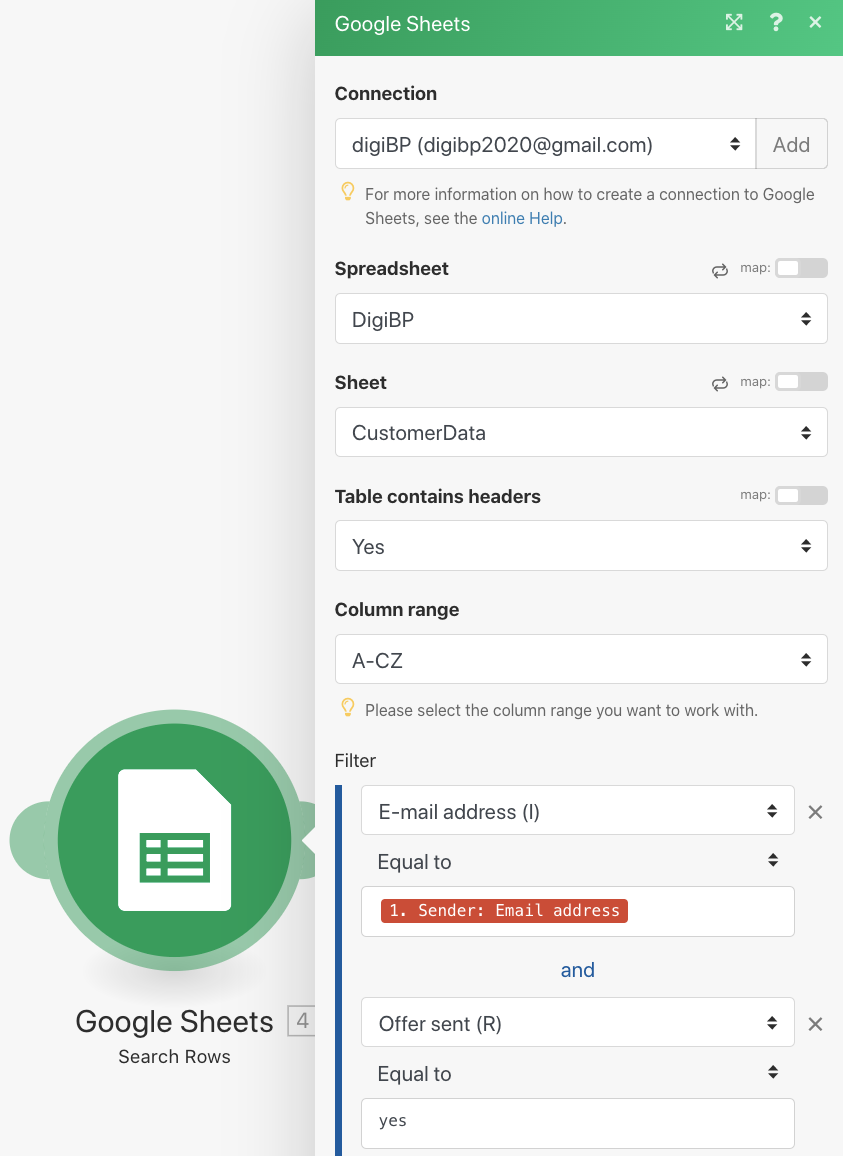 Google Sheets
?
Connection
digiBP (digibp2020@gmail.com)
Add
For more information on how to create a connection to Google
Sheets, see the online Help.
Spreadsheet
map:
DigiBP
Sheet
map:
CustomerData
Table contains headers
map:
Yes
Column range
A-CZ
Please select the column range you want to work with.
Filter
E-mail address (I)
Equal to
1. Sender: Email address
and
Offer sent (R)
Equal to
yes
Google Sheets
4
Search Rows